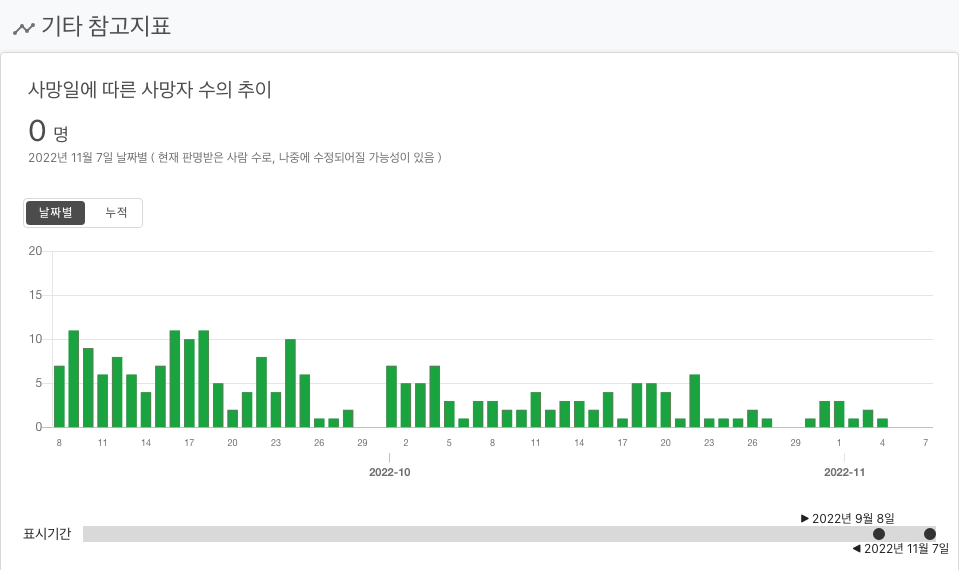 기타 참고지표
사망일에 따른 사망자 수의 추이
0 명
2022년 11월 7일 날짜별 ( 현재 판명받은 사람 수로, 나중에 수정되어질 가능성이 있음 )
날짜별 누적
20
15
10
5
0
8 11 14 17 20 23 26 29 2 5 8 11 14 17 20 23 26 29 1 4 7
2022-10 2022-11
▶ 2022년 9월 8일
표시기간
◀ 2022년 11월 7일